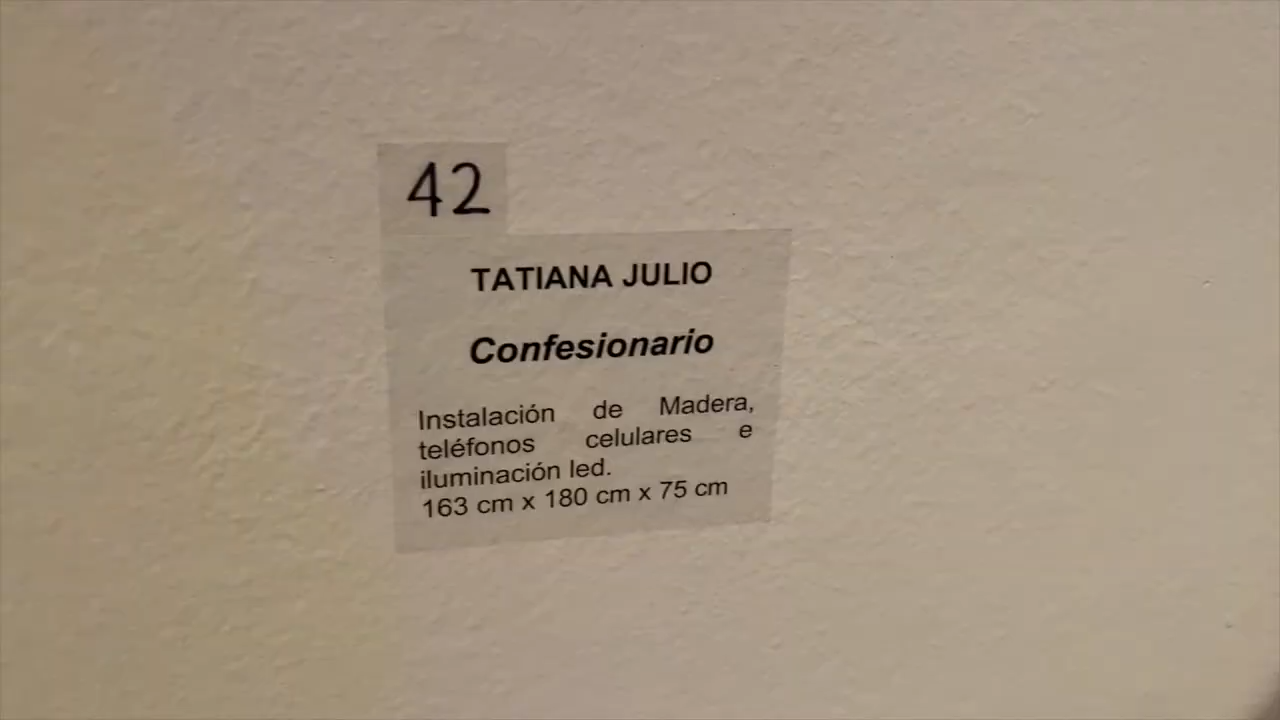 42
TATIANA JULIO
Confesionario
Instalación de Madera,
teléfonos celulares e
iluminación led.
163 cm x 180 cm x 75 cm